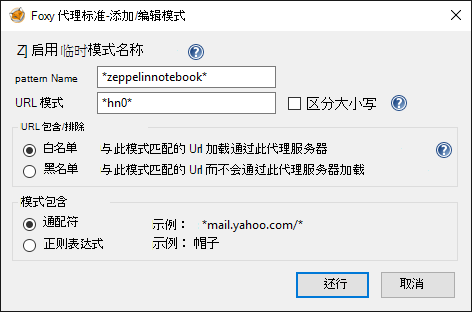 Foxy 代理标准-添加/编辑模式
Z] 启用临时模式名称
pattern Name *zeppelinnotebook*
URL 模式 *hn0* 区分大小写
URL 包含/排除
白名单 与此模式匹配的 Url 加载通过此代理服务器
黑名单 与此模式匹配的 Url 而不会通过此代理服务器加载
模式包含
通配符 示例： *mail.yahoo.com/*
正则表达式 示例： 帽子
还行 取消